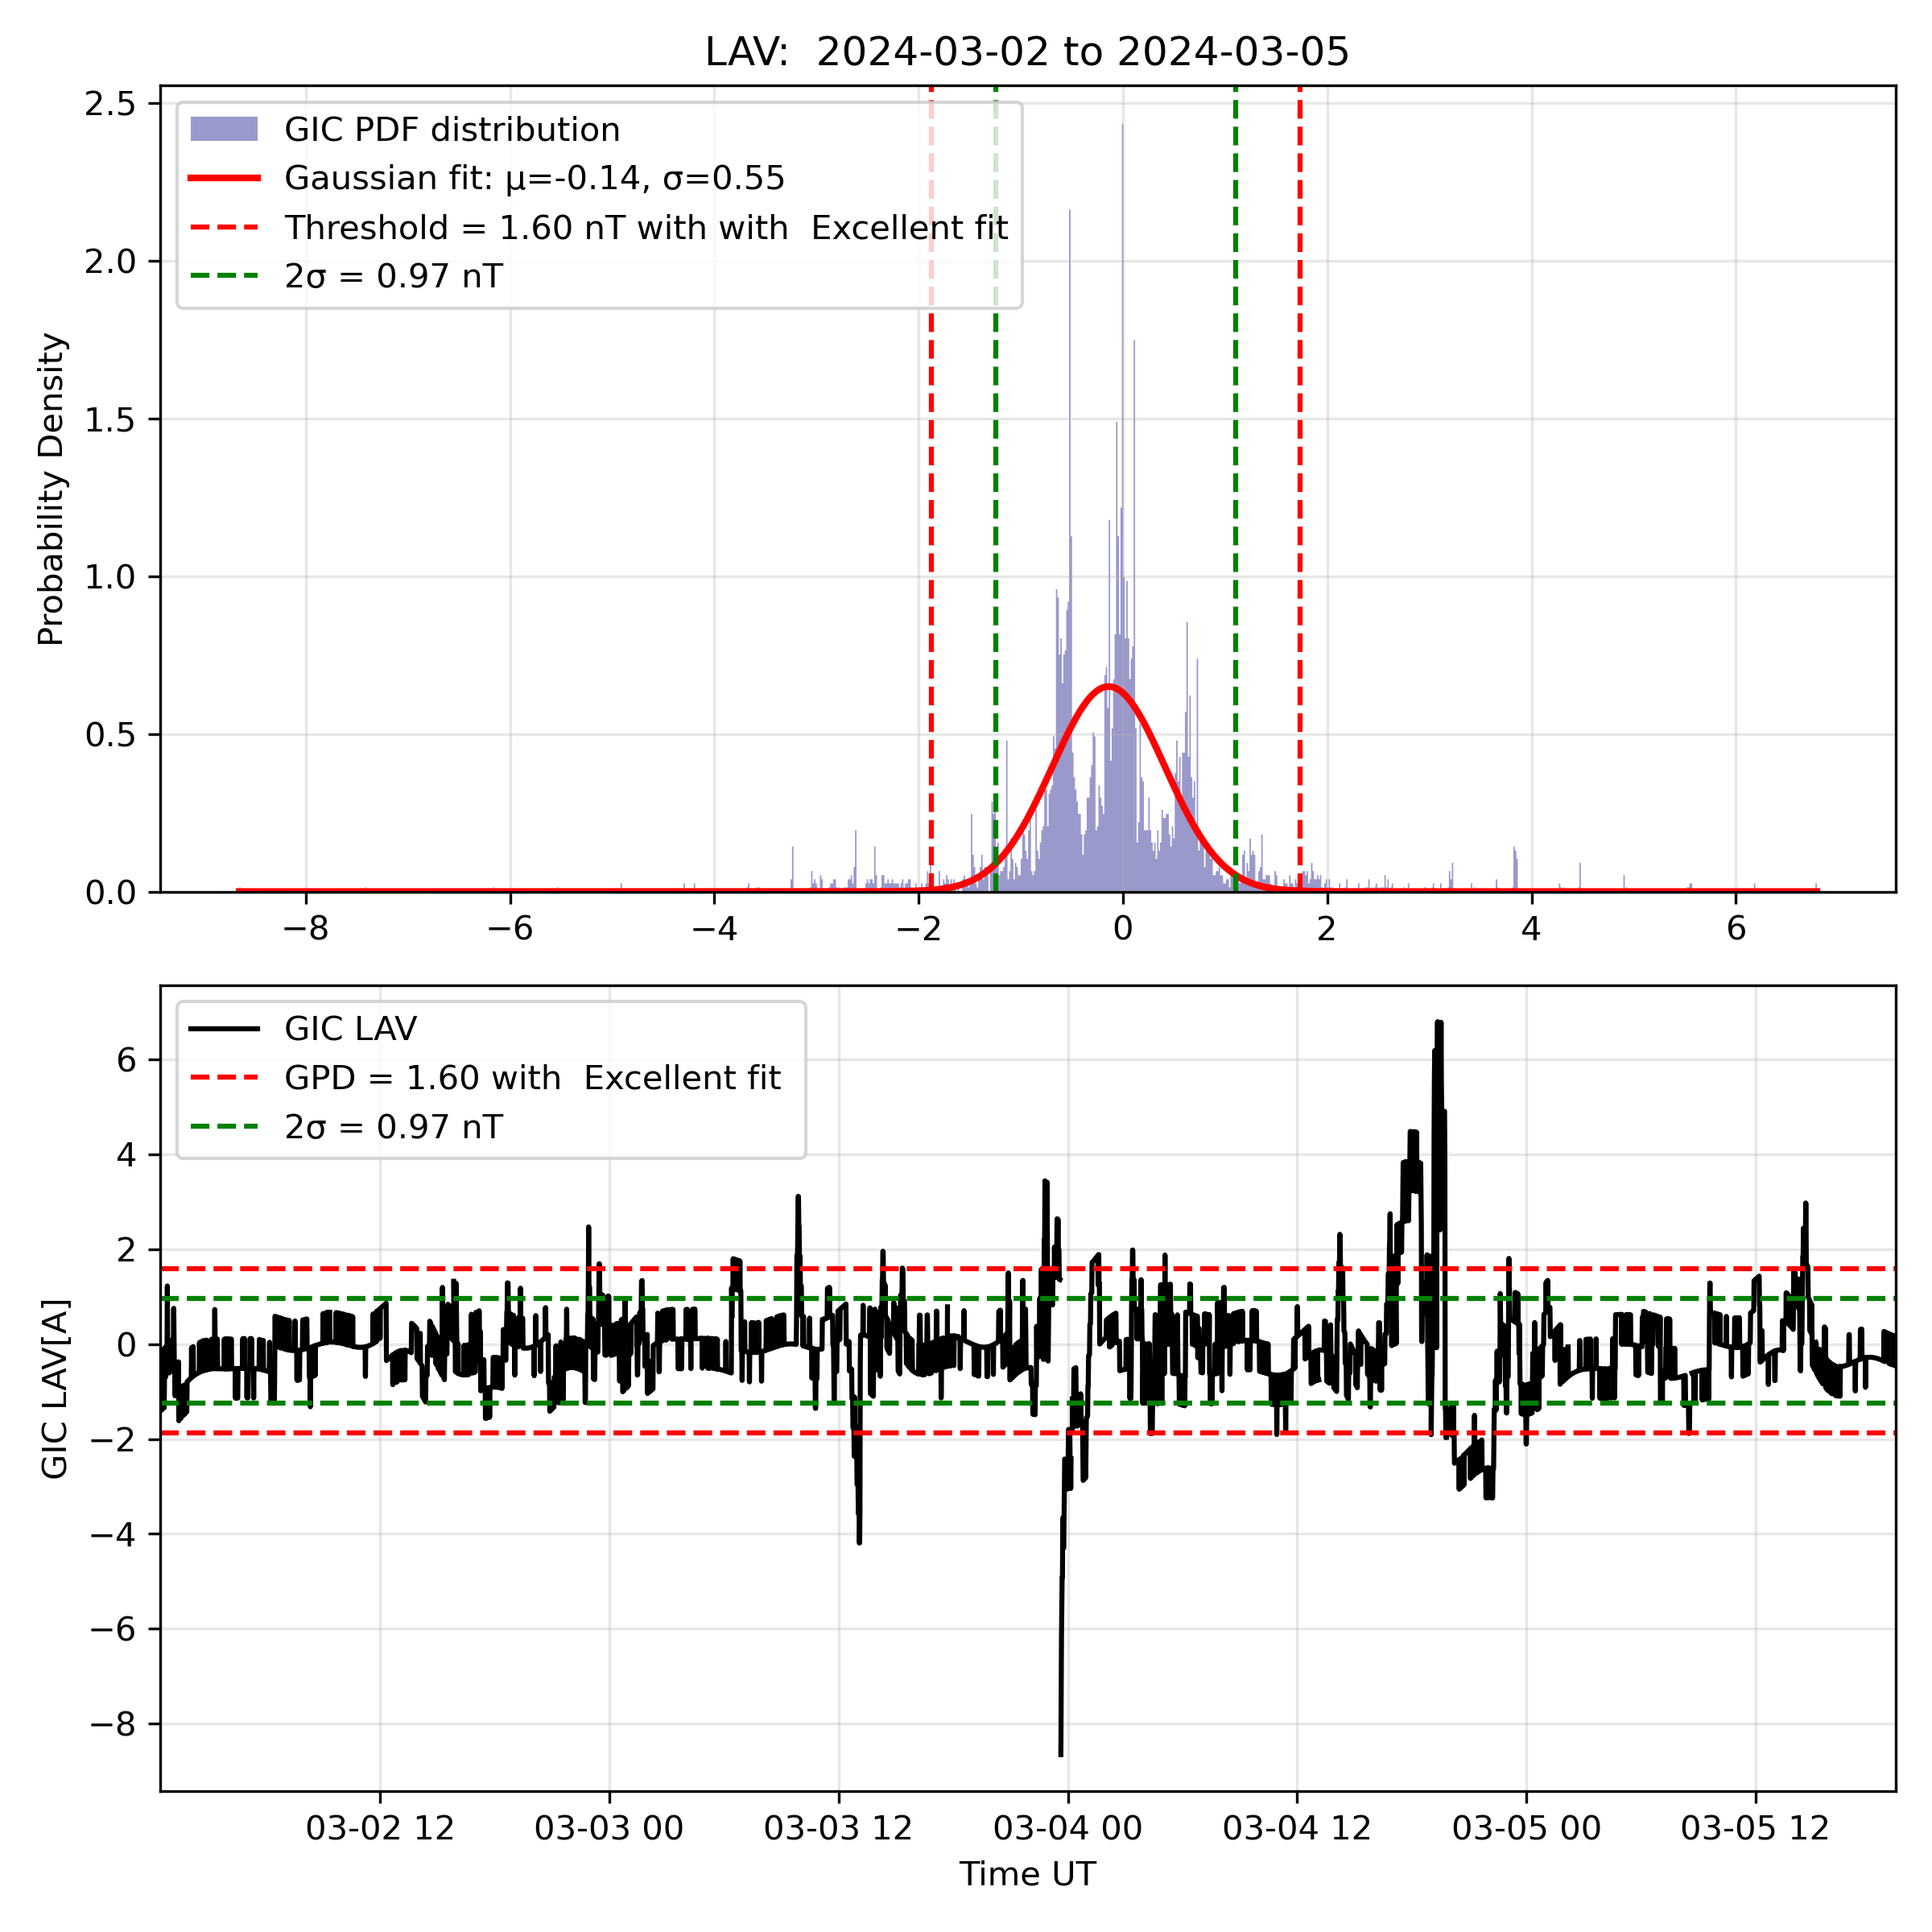 LAV:  2024-03-02 to 2024-03-05
2.5
2.0
1.5
1.0
0.5
0.0
Probability Density
GIC PDF distribution
Gaussian fit: μ=-0.14, σ=0.55
Threshold = 1.60 nT with with  Excellent fit
2σ = 0.97 nT
−8 −6 −4 −2 0 2 4 6
6
4
2
0
−2
−4
−6
−8
GIC LAV[A]
GIC LAV
GPD = 1.60 with  Excellent fit
2σ = 0.97 nT
03-02 12 03-03 00 03-03 12 03-04 00 03-04 12 03-05 00 03-05 12
Time UT